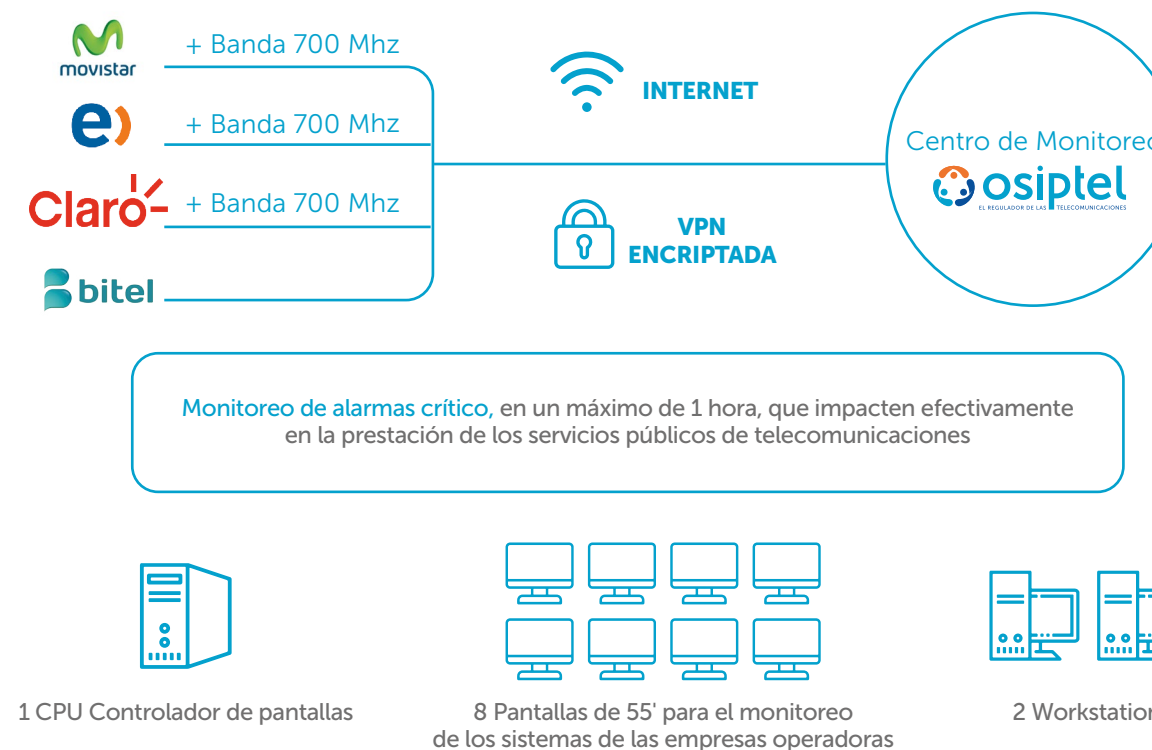 movistar
+ Banda 700 Mhz
e)
+ Banda 700 Mhz
Claro
+ Banda 700 Mhz
bitel
INTERNET
VPN
ENCRIPTADA
Centro de Monitoreo
osiptel
EL REGULADOR DE LAS TELECOMUNICACIONES
Monitoreo de alarmas crítico, en un máximo de 1 hora, que impacten efectivamente
en la prestación de los servicios públicos de telecomunicaciones
1 CPU Controlador de pantallas
8 Pantallas de 55' para el monitoreo
de los sistemas de las empresas operadoras
2 Workstation